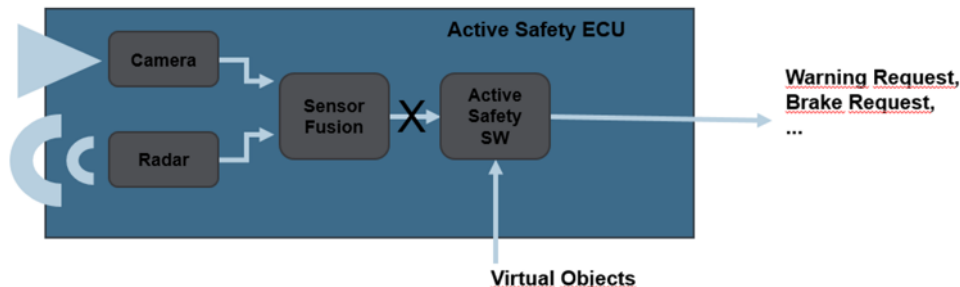 Active Safety ECU
Camera
Sensor
Fusion
X
Active
Safety
SW
Radar
Warning Request,
Brake Request,
...
Virtual Objects